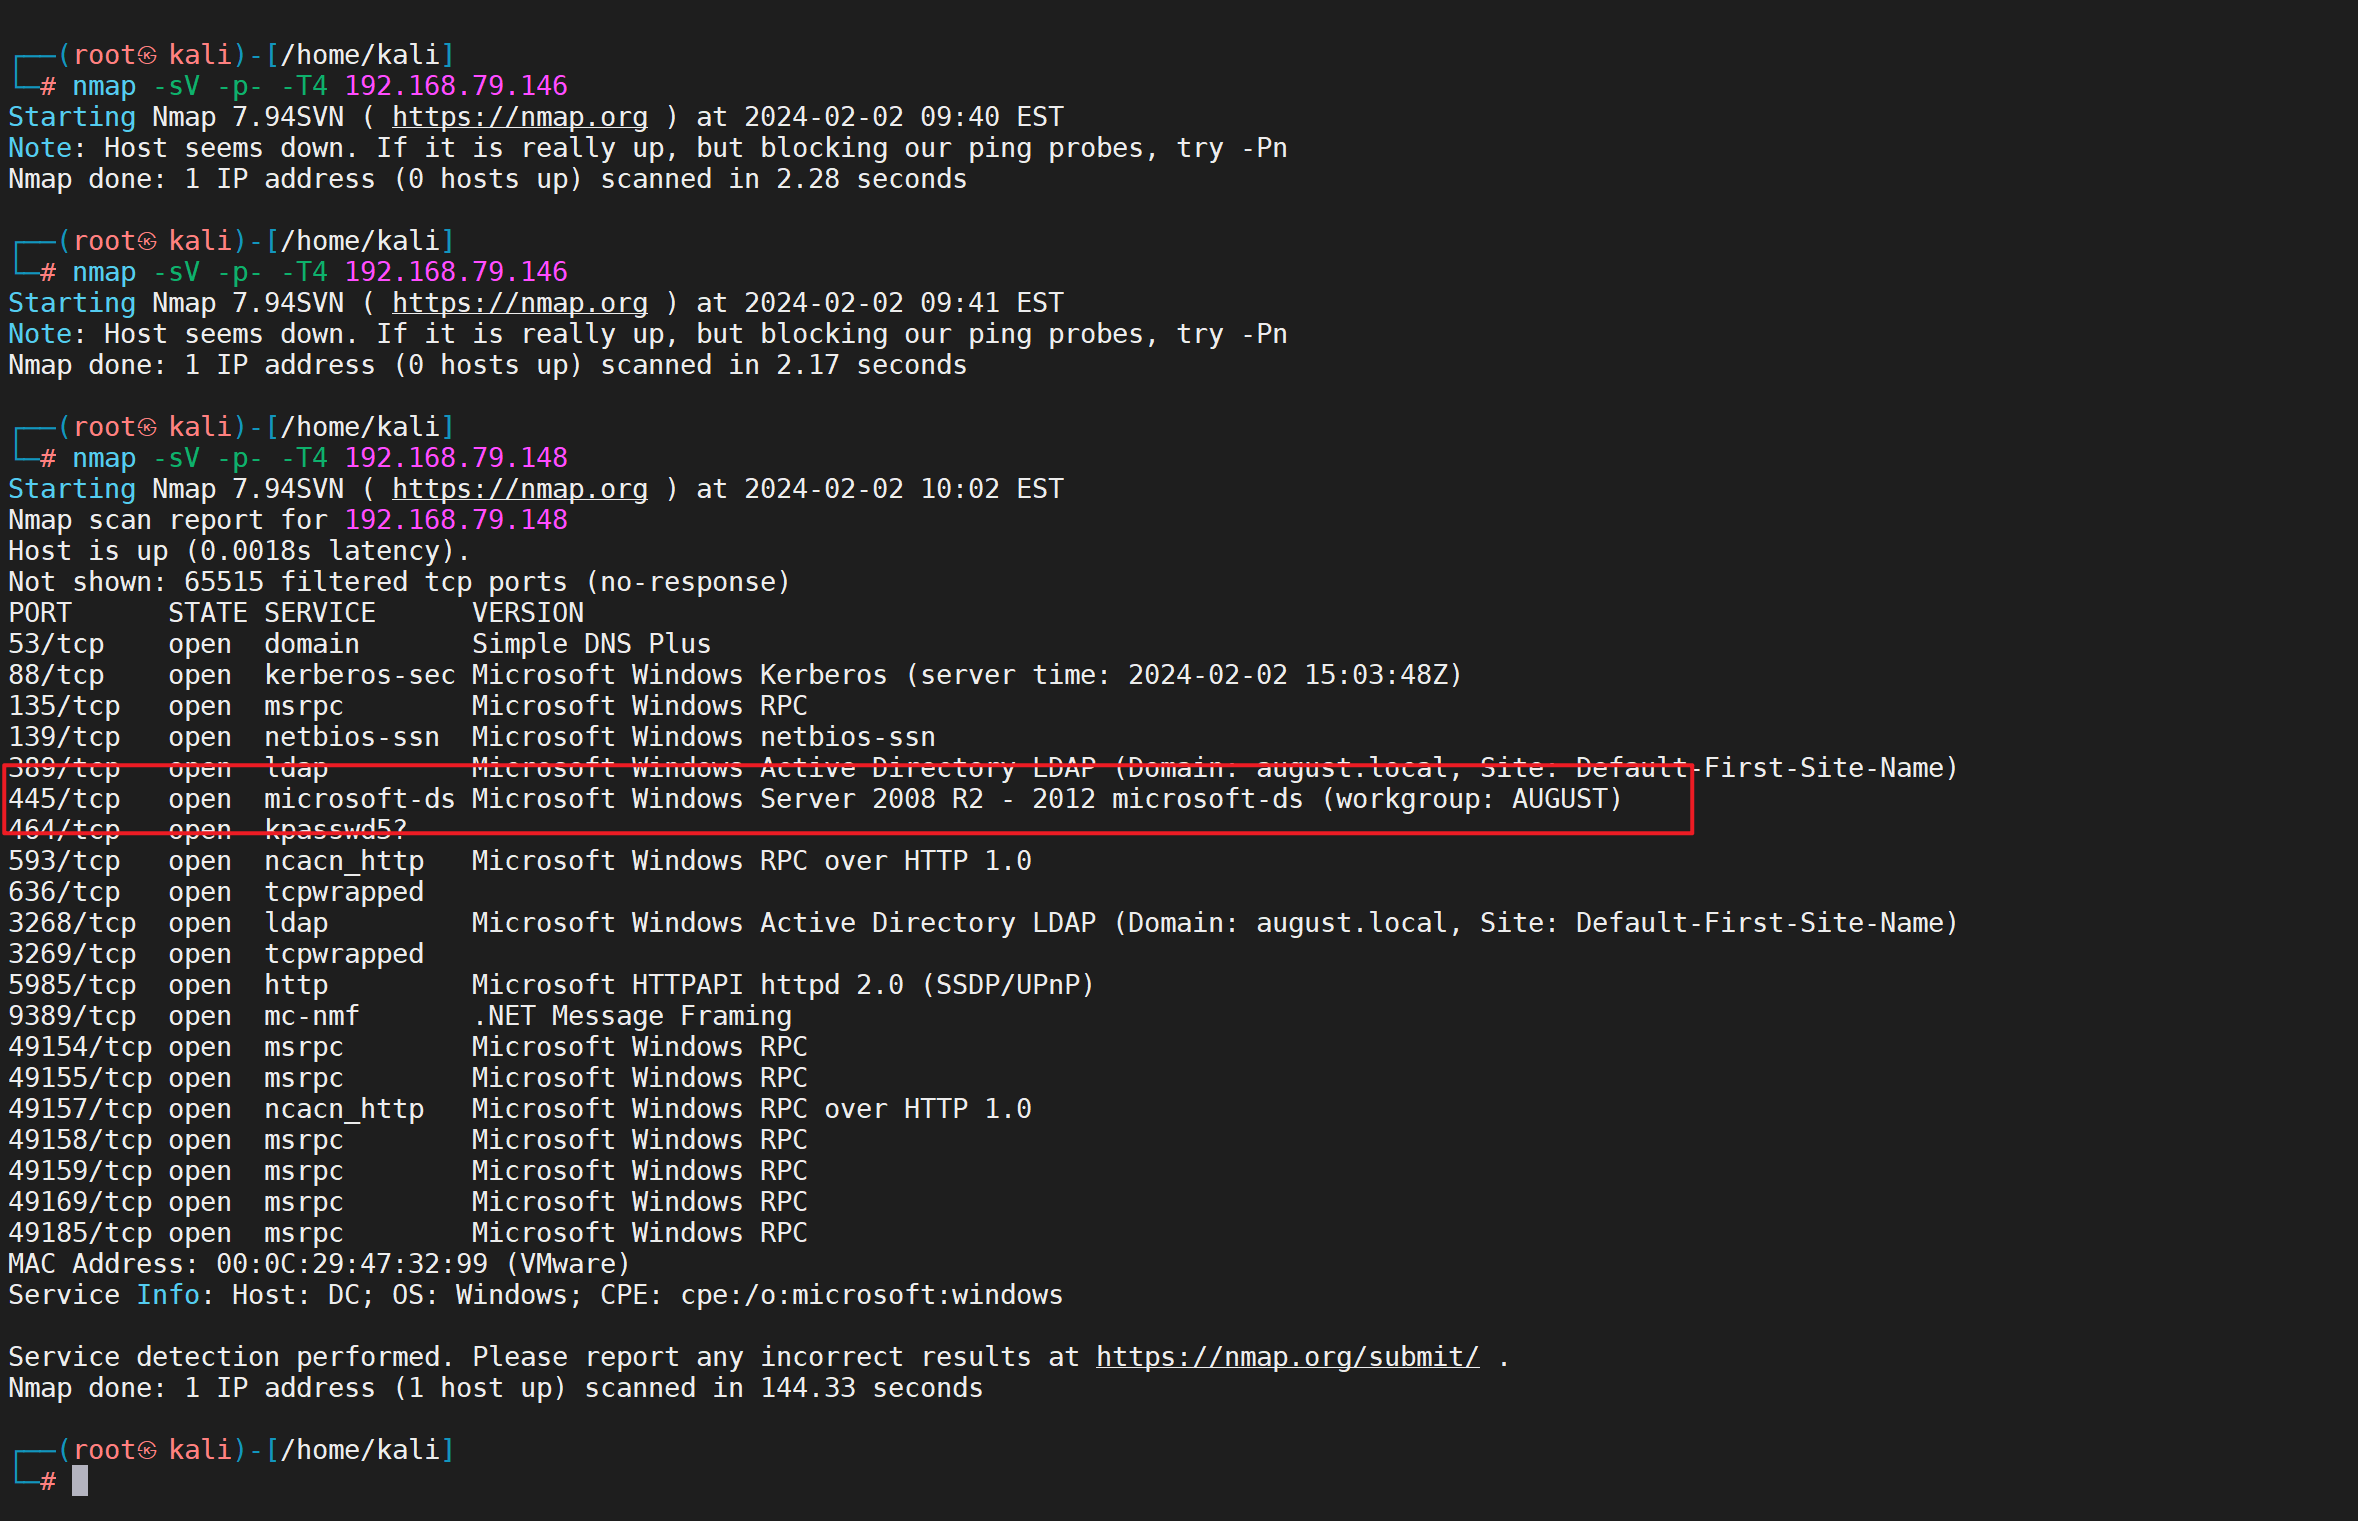 ┌──(root㉿kali)-[/home/kali]
└─# nmap -sV -p- -T4 192.168.79.146
Starting Nmap 7.94SVN ( https://nmap.org ) at 2024-02-02 09:40 EST
Note: Host seems down. If it is really up, but blocking our ping probes, try -Pn
Nmap done: 1 IP address (0 hosts up) scanned in 2.28 seconds
┌──(root㉿kali)-[/home/kali]
└─# nmap -sV -p- -T4 192.168.79.146
Starting Nmap 7.94SVN ( https://nmap.org ) at 2024-02-02 09:41 EST
Note: Host seems down. If it is really up, but blocking our ping probes, try -Pn
Nmap done: 1 IP address (0 hosts up) scanned in 2.17 seconds
┌──(root㉿kali)-[/home/kali]
└─# nmap -sV -p- -T4 192.168.79.148
Starting Nmap 7.94SVN ( https://nmap.org ) at 2024-02-02 10:02 EST
Nmap scan report for 192.168.79.148
Host is up (0.0018s latency).
Not shown: 65515 filtered tcp ports (no-response)
PORT      STATE SERVICE      VERSION
53/tcp    open  domain       Simple DNS Plus
88/tcp    open  kerberos-sec Microsoft Windows Kerberos (server time: 2024-02-02 15:03:48Z)
135/tcp   open  msrpc        Microsoft Windows RPC
139/tcp   open  netbios-ssn  Microsoft Windows netbios-ssn
389/tcp   open  ldap         Microsoft Windows Active Directory LDAP (Domain: august.local, Site: Default-First-Site-Name)
445/tcp   open  microsoft-ds Microsoft Windows Server 2008 R2 - 2012 microsoft-ds (workgroup: AUGUST)
464/tcp   open  kpasswd5?
593/tcp   open  ncacn_http   Microsoft Windows RPC over HTTP 1.0
636/tcp   open  tcpwrapped
3268/tcp  open  ldap         Microsoft Windows Active Directory LDAP (Domain: august.local, Site: Default-First-Site-Name)
3269/tcp  open  tcpwrapped
5985/tcp  open  http         Microsoft HTTPAPI httpd 2.0 (SSDP/UPnP)
9389/tcp  open  mc-nmf       .NET Message Framing
49154/tcp open  msrpc        Microsoft Windows RPC
49155/tcp open  msrpc        Microsoft Windows RPC
49157/tcp open  ncacn_http   Microsoft Windows RPC over HTTP 1.0
49158/tcp open  msrpc        Microsoft Windows RPC
49159/tcp open  msrpc        Microsoft Windows RPC
49169/tcp open  msrpc        Microsoft Windows RPC
49185/tcp open  msrpc        Microsoft Windows RPC
MAC Address: 00:0C:29:47:32:99 (VMware)
Service Info: Host: DC; OS: Windows; CPE: cpe:/o:microsoft:windows
Service detection performed. Please report any incorrect results at https://nmap.org/submit/ .
Nmap done: 1 IP address (1 host up) scanned in 144.33 seconds
┌──(root㉿kali)-[/home/kali]
└─#